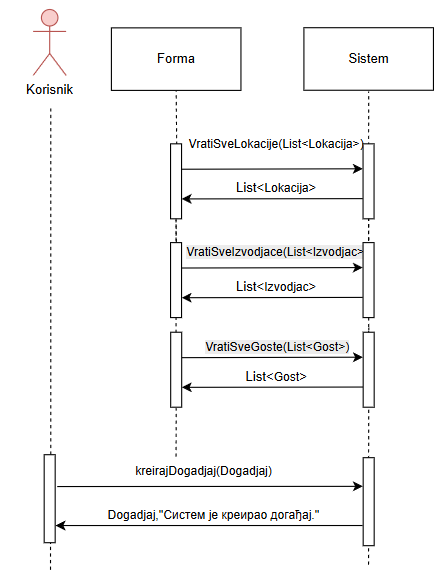 Korisnik
Forma
Sistem
VratiSveLokacije(List<Lokacija>)
List<Lokacija>
VratiSveIzvodjace(List<Izvodjac>
List<Izvodjac>
VratiSveGoste(List<Gost>)
List<Gost>
kreirajDogadjaj(Dogadjaj)
Dogadjaj,"Систем је креирао догађај."